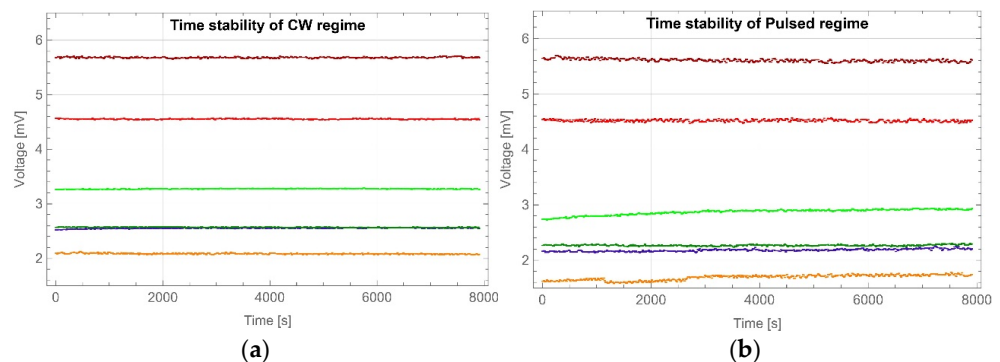 Time stability of CW regime
6
5
4
3
2
Voltage [mV]
0 2000 4000 6000 8000
Time [s]
(a)
Time stability of Pulsed regime
6
5
4
3
2
Voltage [mV]
0 2000 4000 6000 8000
Time [s]
(b)